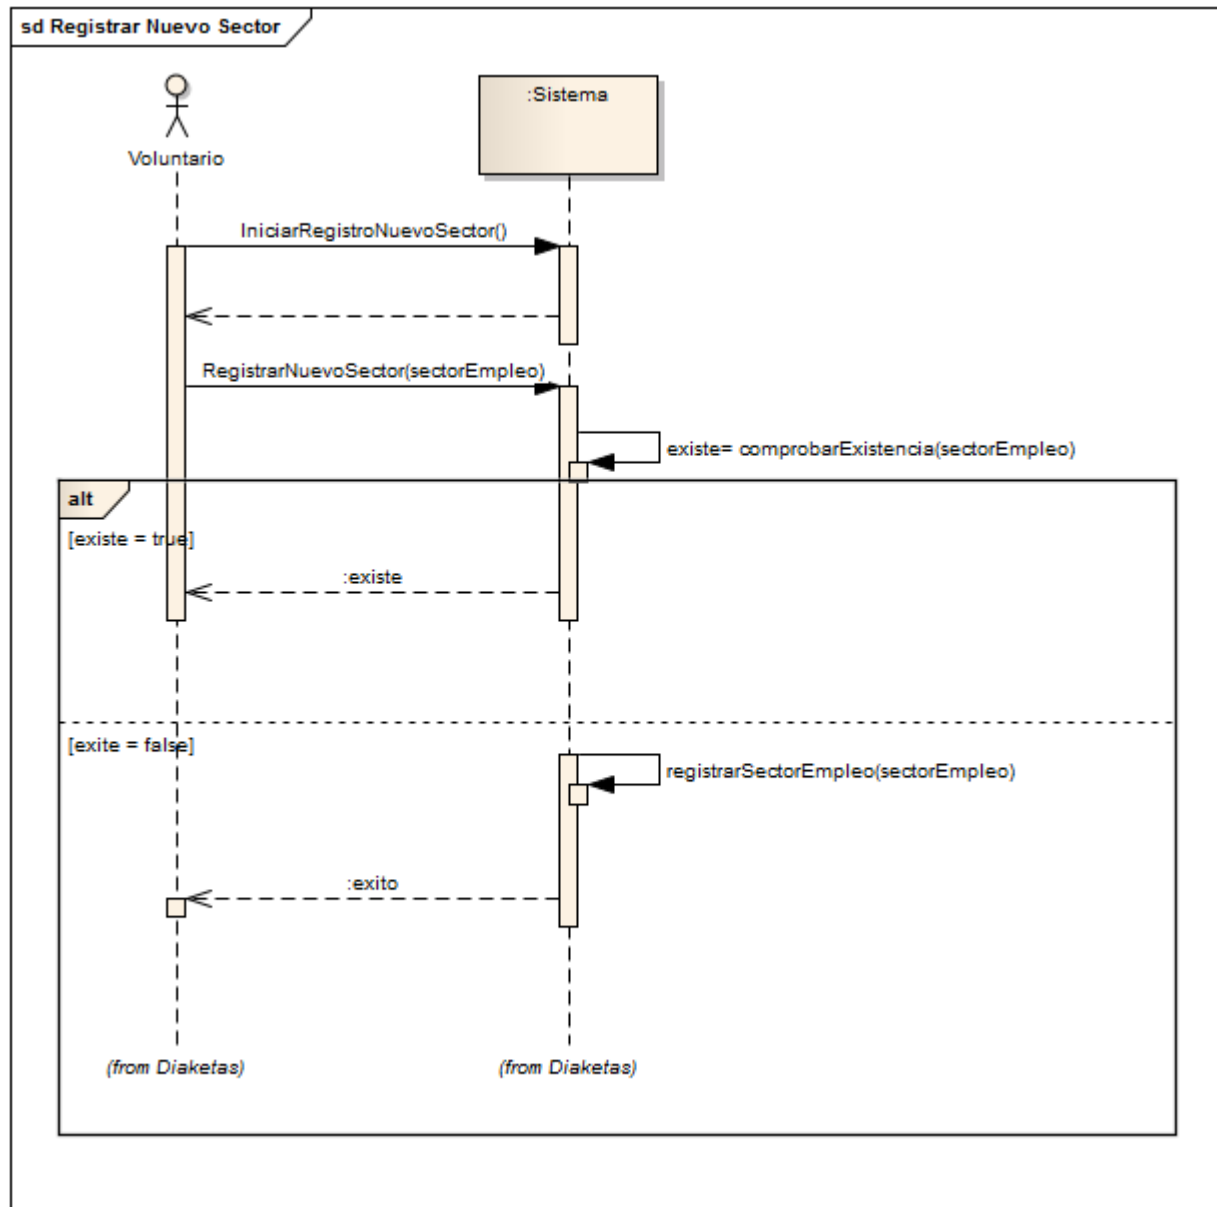 sd Registrar Nuevo Sector
:Sistema
Voluntario
IniciarRegistroNuevoSector()
RegistrarNuevoSector(sectorEmpleo)
existe= comprobarExistencia(sectorEmpleo)
alt
[existe = true]
:existe
[exite = false]
registrarSectorEmpleo(sectorEmpleo)
:exito
(from Diaketas)
(from Diaketas)